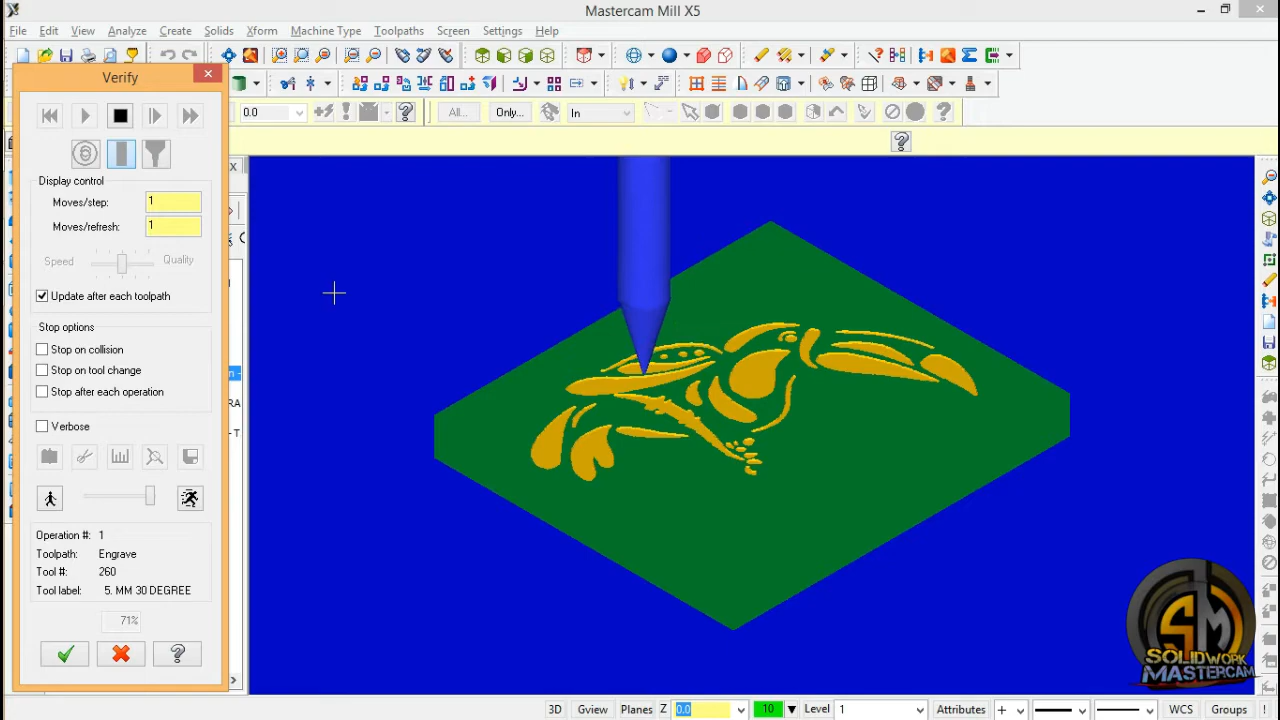 Mastercam Mill X5
File Edit View Analyze Create Solids Xform Machine Type Toolpaths Screen Settings Help
Verify
0.0 All... Only... In
Display control
Moves/step: 1
Moves/refresh: 1
Speed Quality
Update after each toolpath
Stop options
Stop on collision
Stop on tool change
Stop after each operation
Verbose
Operation #: 1
Toolpath: Engrave
Tool #: 260
Tool label: 5. MM 30 DEGREE
71%
SOLIDWORK
MASTERCAM
3D Gview Planes Z 0.0 10 Level 1 Attributes WCS Groups